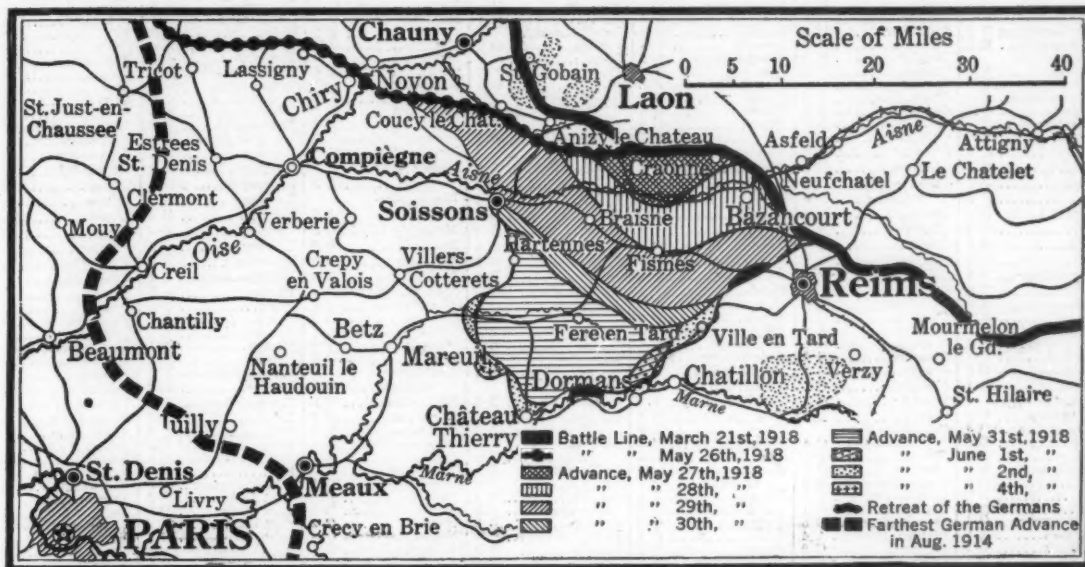 Scale of Miles
0 5 10 20 30 40
Chauny
Tricot
Lassigny
Noyon
St. Gobain
Laon
Chiry
St. Just-en-
Chaussee
Coucy le Chat.
Anizy le Chateau
Asfeld
Aisne
Attigny
Estrees
St. Denis
Compiègne
Aisne
Craonne
Neufchatel
Le Chatelet
Clermont
Soissons
Braisne
Bazancourt
Mouy
Verberie
Oise
Hartennes
Fismes
Creil
Crepy
en Valois
Villers-
Cotterets
Reims
Chantilly
Beaumont
Betz
Mareuil
Fere en Tard.
Ville en Tard
Mourmelon
le Gd.
Nanteuil le
Haudouin
Dormans
Chatillon
Verzy
Marne
St. Hilaire
Château
Thierry
uilly
St. Denis
Livry
Meaux
Marne
PARIS
Crecy en Brie
Battle Line, March 21st, 1918
" " May 26th, 1918
Advance, May 27th, 1918
" " 28th, "
" " 29th, "
" " 30th, "
Advance, May 31st, 1918
" June 1st, "
" " 2nd, "
" " 4th, "
Retreat of the Germans
Farthest German Advance
in Aug. 1914